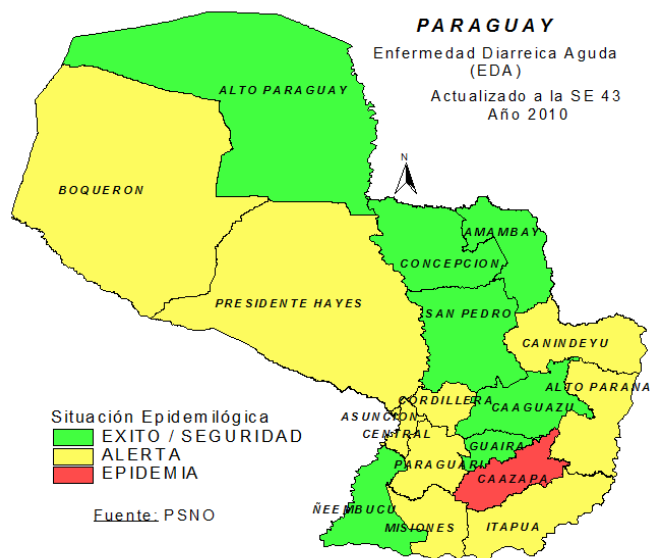 PARAGUAY
Enfermedad Diarreica Aguda
(EDA)
Actualizado a la SE 43
Año 2010
N
ALTO PARAGUAY
BOQUERON
AMAMBAY
CONCEPCION
PRESIDENTE HAYES
SAN PEDRO
CANINDEYU
ALTO PARANA
CORDILLERA
CAAGUAZU
ASUNCION
CENTRAL
GUAIRA
PARAGUARI
CAAZAPA
ÑEEMBUCU
MISIONES
ITAPUA
Situación Epidemilógica
EXITO / SEGURIDAD
ALERTA
EPIDEMIA
Fuente: PSNO